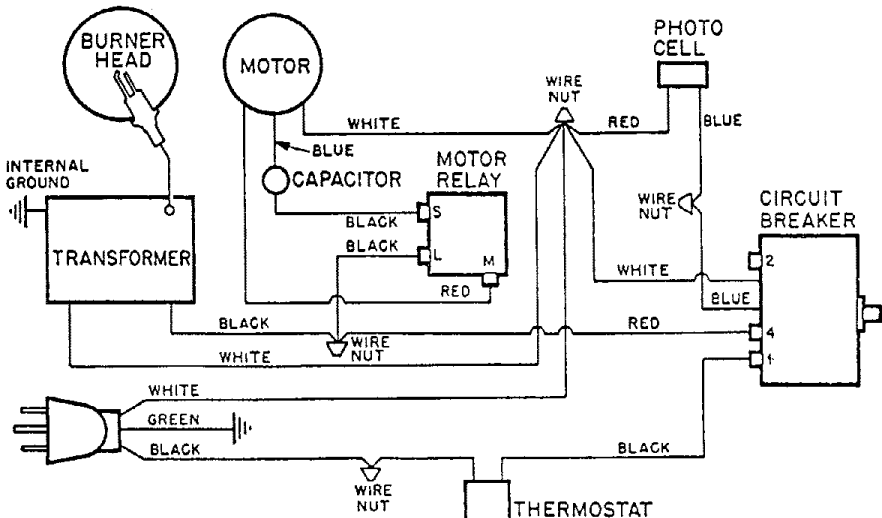 BURNER
HEAD
MOTOR
PHOTO
CELL
WIRE
NUT
WHITE
RED
BLUE
BLUE
INTERNAL
GROUND
CAPACITOR
MOTOR
RELAY
BLACK
S
BLACK
L
M
WIRE
NUT
CIRCUIT
BREAKER
TRANSFORMER
2
WHITE
RED
BLUE
BLACK
RED
4
WIRE
NUT
WHITE
1
WHITE
GREEN
BLACK
BLACK
WIRE
NUT
THERMOSTAT